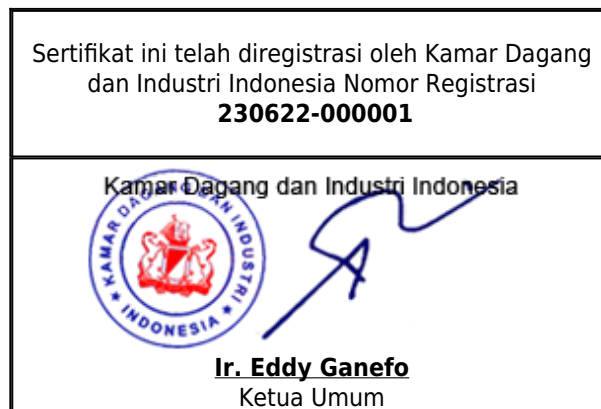 Sertifikat ini telah diregistrasi oleh Kamar Dagang
dan Industri Indonesia Nomor Registrasi
230622-000001
Kamar Dagang dan Industri Indonesia
KAMAR DAGANG DAN INDUSTRI
INDONESIA
Ir. Eddy Ganefo
Ketua Umum